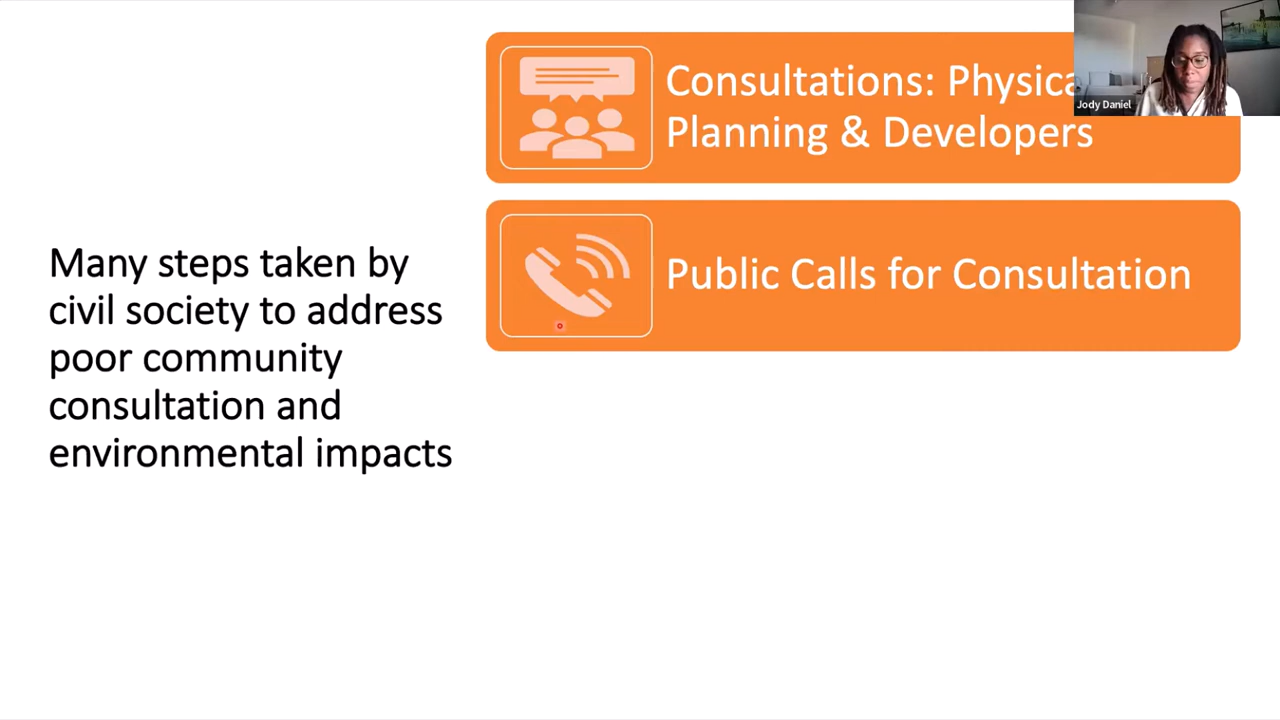 Many steps taken by
civil society to address
poor community
consultation and
environmental impacts
Consultations:
Planning & Developers
Public Calls for Consultation
Jody Daniel